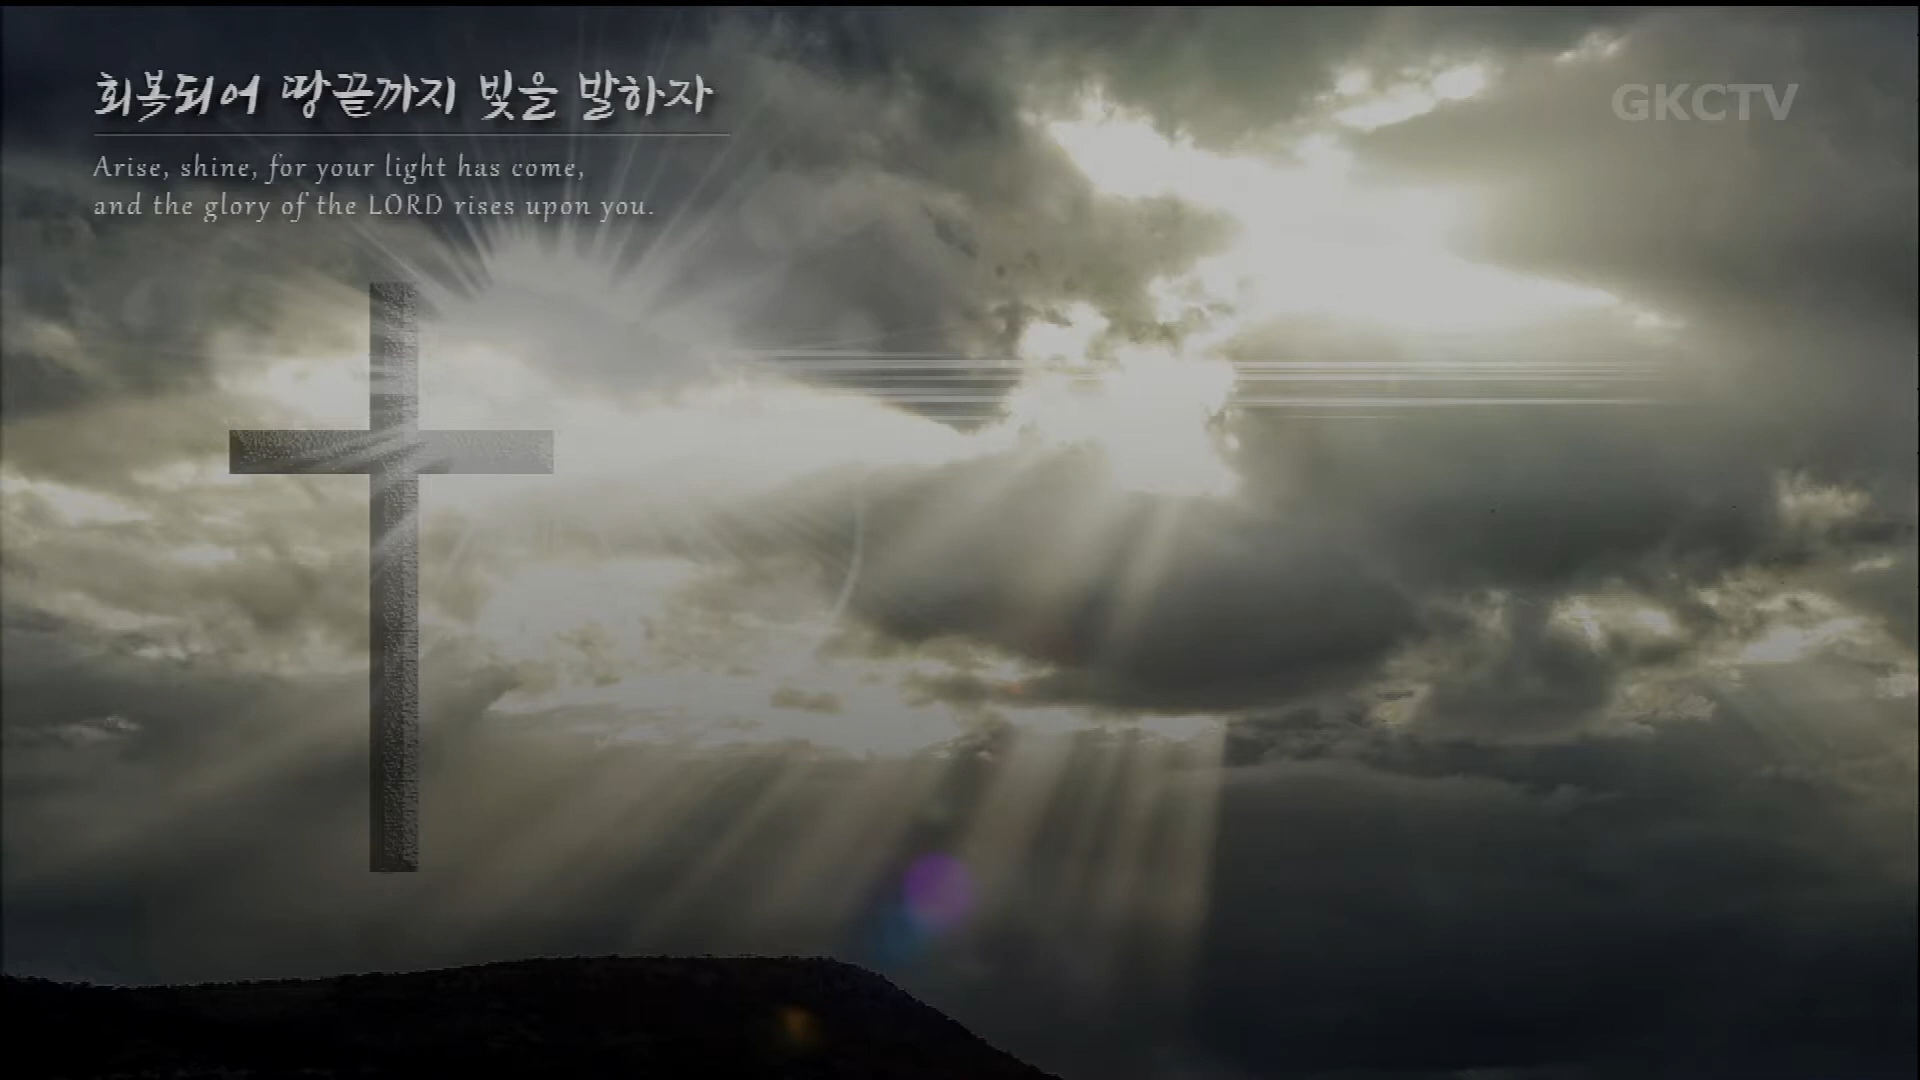 회복되어 땅끝까지 빛을 발하자
GKCTV
Arise, shine, for your light has come,
and the glory of the LORD rises upon you.